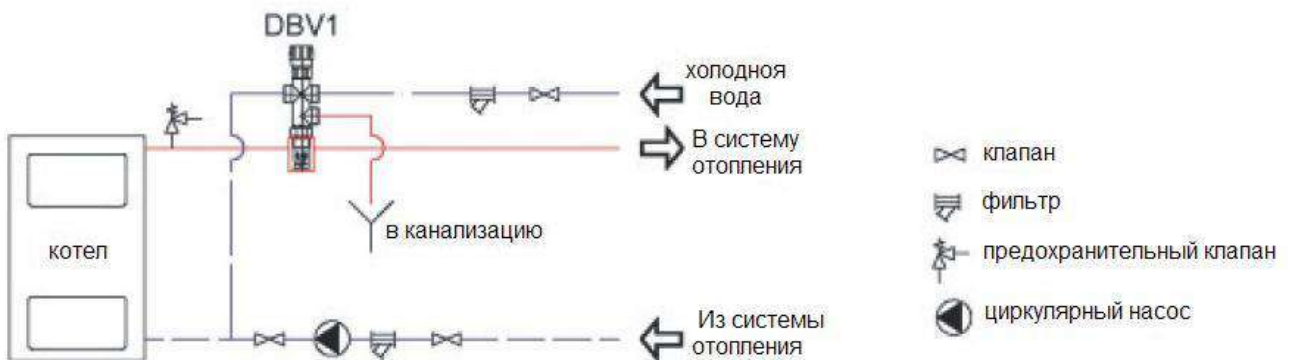 DBV1
холодноя
вода
В систему
отопления
клапан
фильтр
в канализацию
котел
предохранительный клапан
циркулярный насос
Из системы
отопления